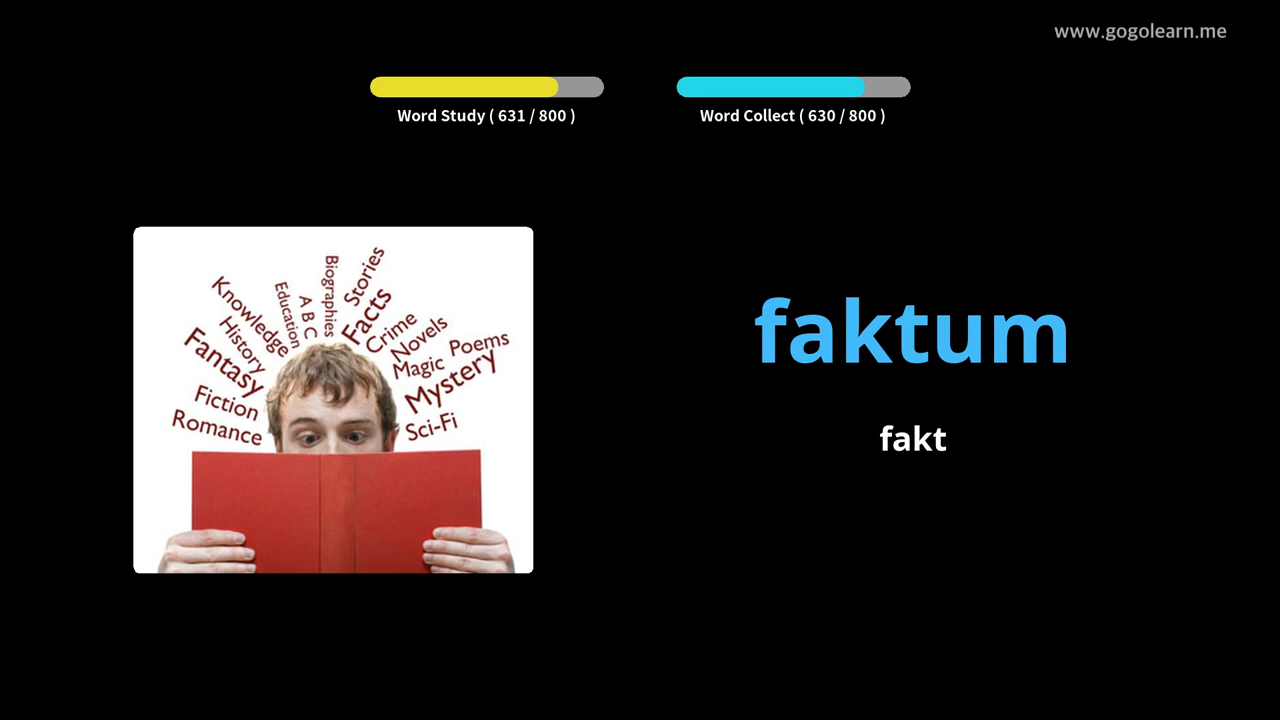 www.gogolearn.me
Word Study ( 631 / 800 )
Word Collect ( 630 / 800 )
Knowledge
Education
A B C
Biographies
Stories
Facts
Crime
Novels
Poems
Magic
Mystery
Sci-Fi
History
Fantasy
Fiction
Romance
faktum
fakt